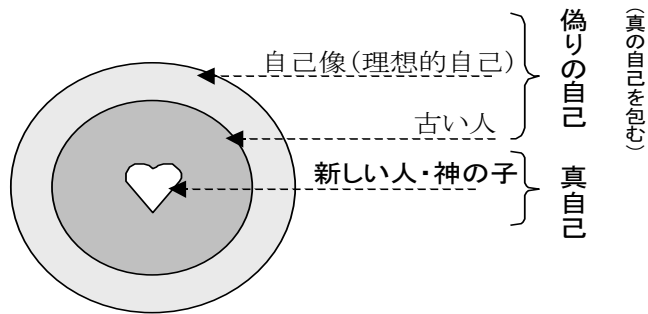 自己像(理想的自己)
古い人
新しい人・神の子
偽りの自己
真自己
(真の自己を包む)